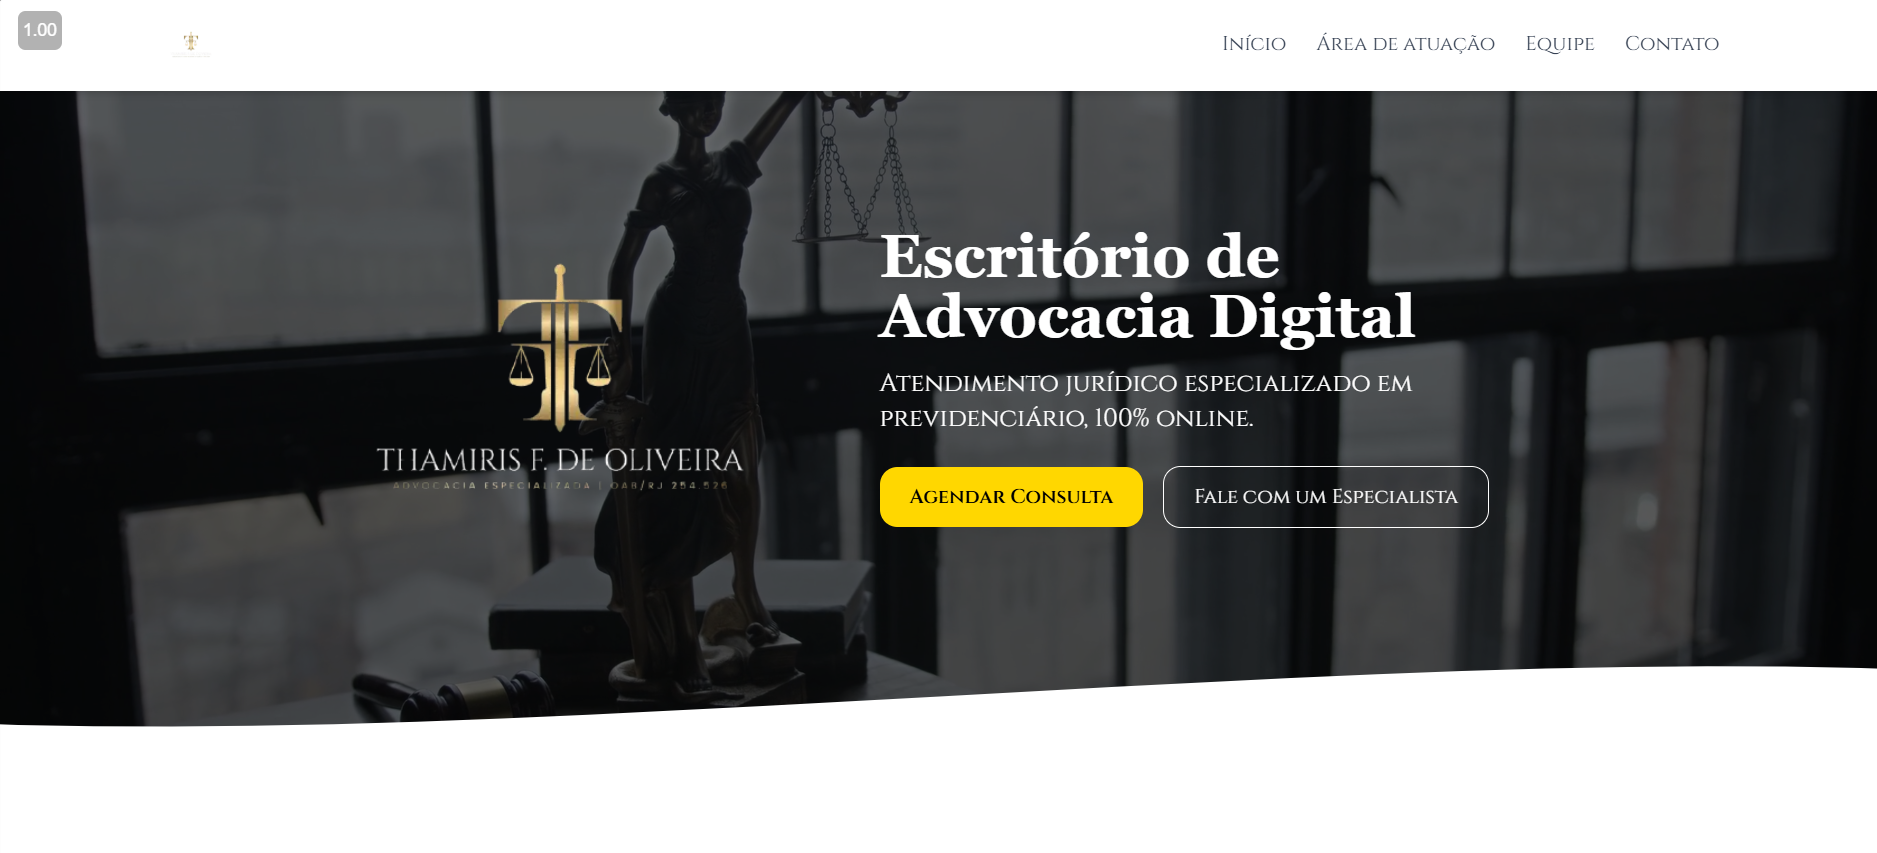 1.00
Início
Área de atuação
Equipe
Contato
Escritório de
Advocacia Digital
Atendimento jurídico especializado em
previdenciário, 100% online.
THAMIRIS F. DE OLIVEIRA
ADVOCACIA ESPECIALIZADA | OAB/RJ 254.526
Agendar Consulta
Fale com um Especialista